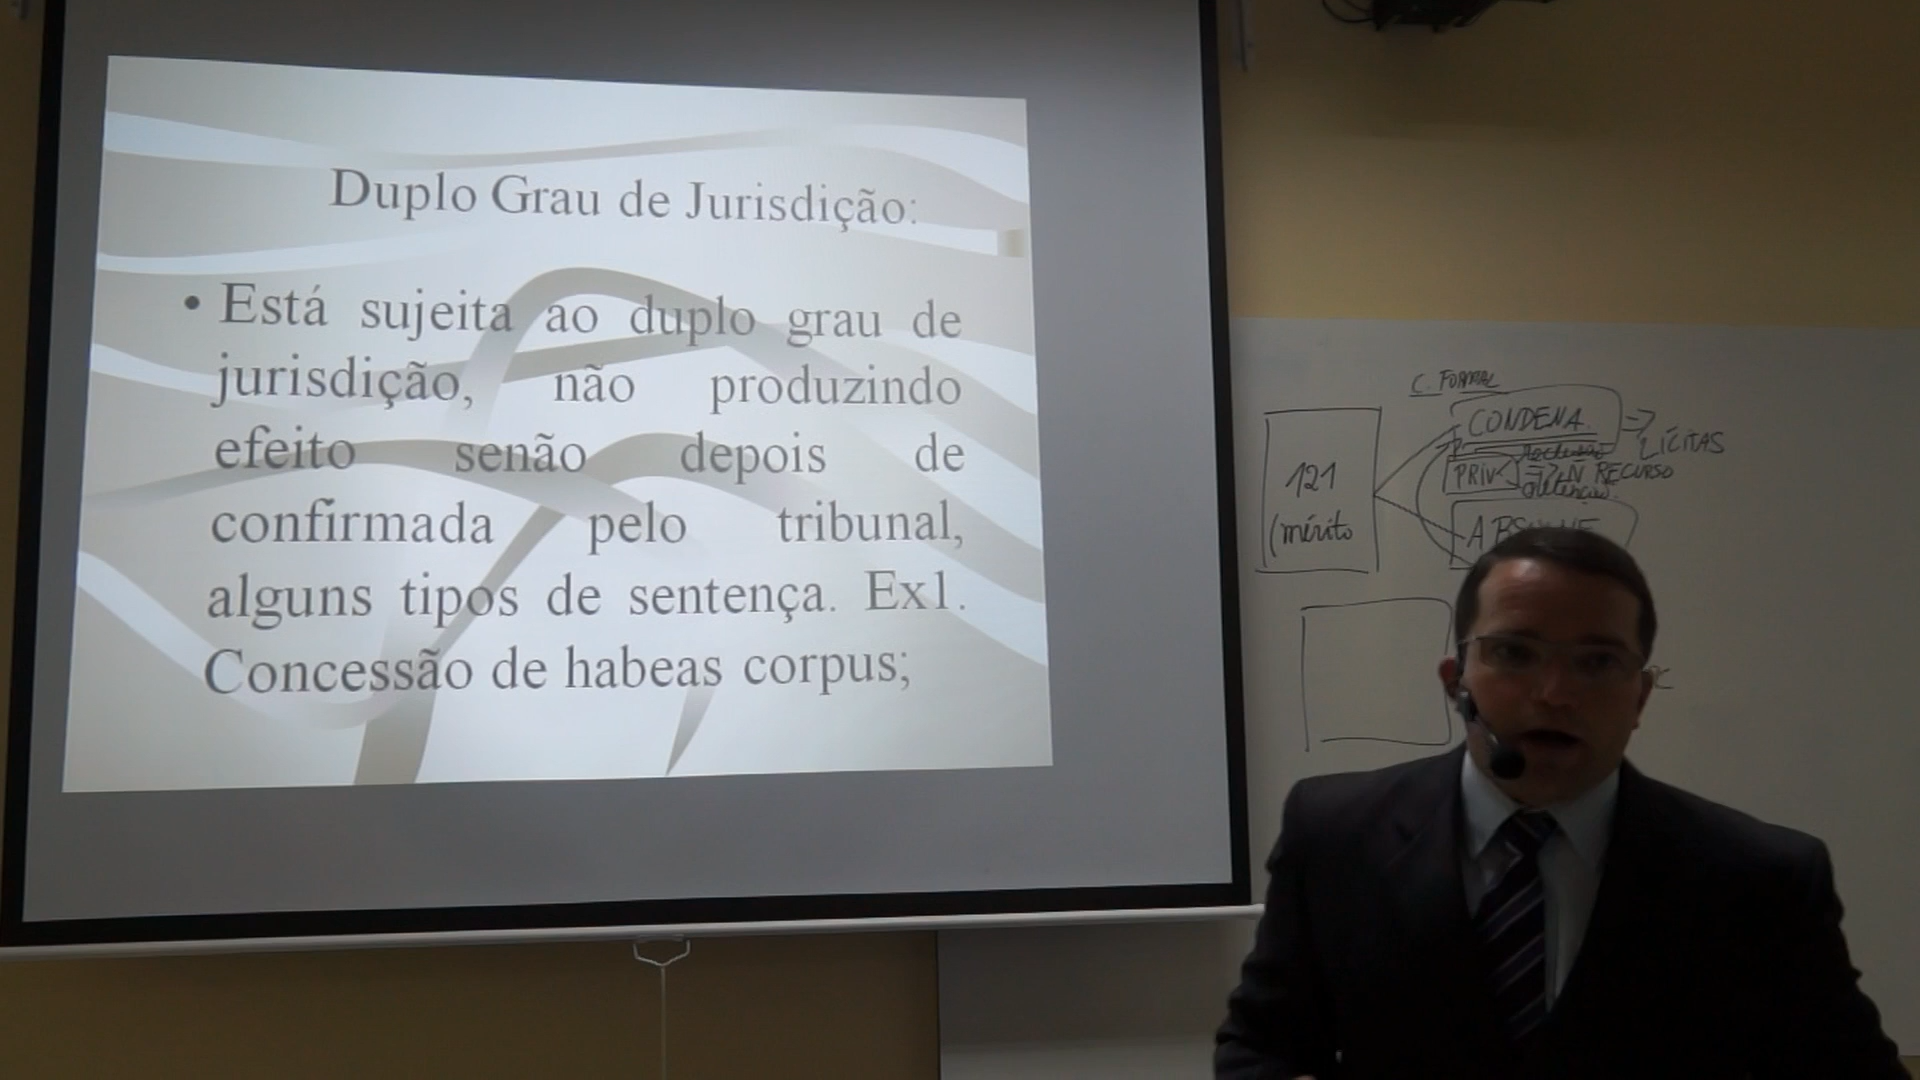 Duplo Grau de Jurisdição:
• Está sujeita ao duplo grau de
jurisdição, não produzindo
efeito senão depois de
confirmada pelo tribunal,
alguns tipos de sentença. Ex1.
Concessão de habeas corpus;
C. FORMAL
CONDENA.
LÍCITAS
PRIV
RECURSO
121
(mérito